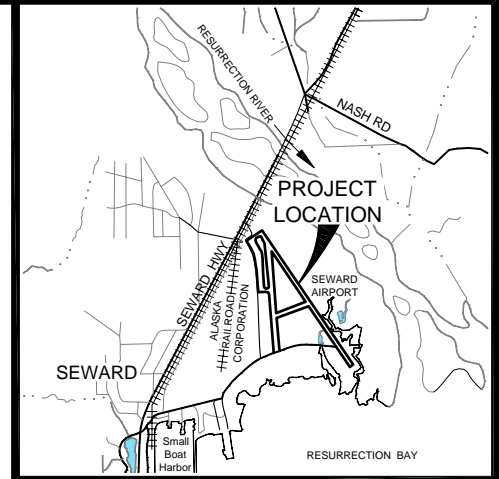 RESURRECTION RIVER
NASH RD
PROJECT
LOCATION
SEWARD HWY
ALASKA
RAILROAD
CORPORATION
SEWARD
AIRPORT
SEWARD
Small
Boat
Harbor
RESURRECTION BAY